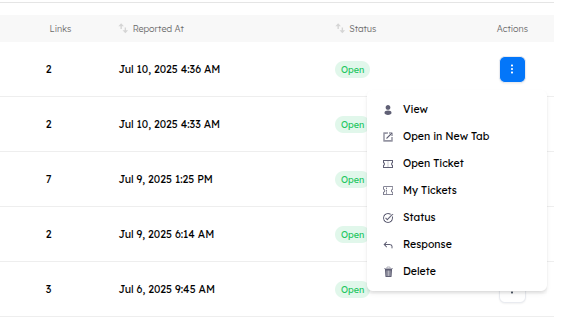 Links Reported At Status Actions
2 Jul 10, 2025 4:36 AM Open
View
2 Jul 10, 2025 4:33 AM Open
Open in New Tab
Open Ticket
7 Jul 9, 2025 1:25 PM Open
My Tickets
Status
2 Jul 9, 2025 6:14 AM Open
Response
Delete
3 Jul 6, 2025 9:45 AM Open